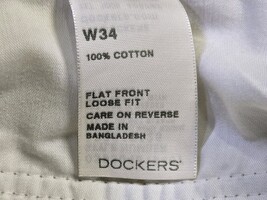 W34
100% COTTON
FLAT FRONT
LOOSE FIT
CARE ON REVERSE
MADE IN
BANGLADESH
DOCKERS®